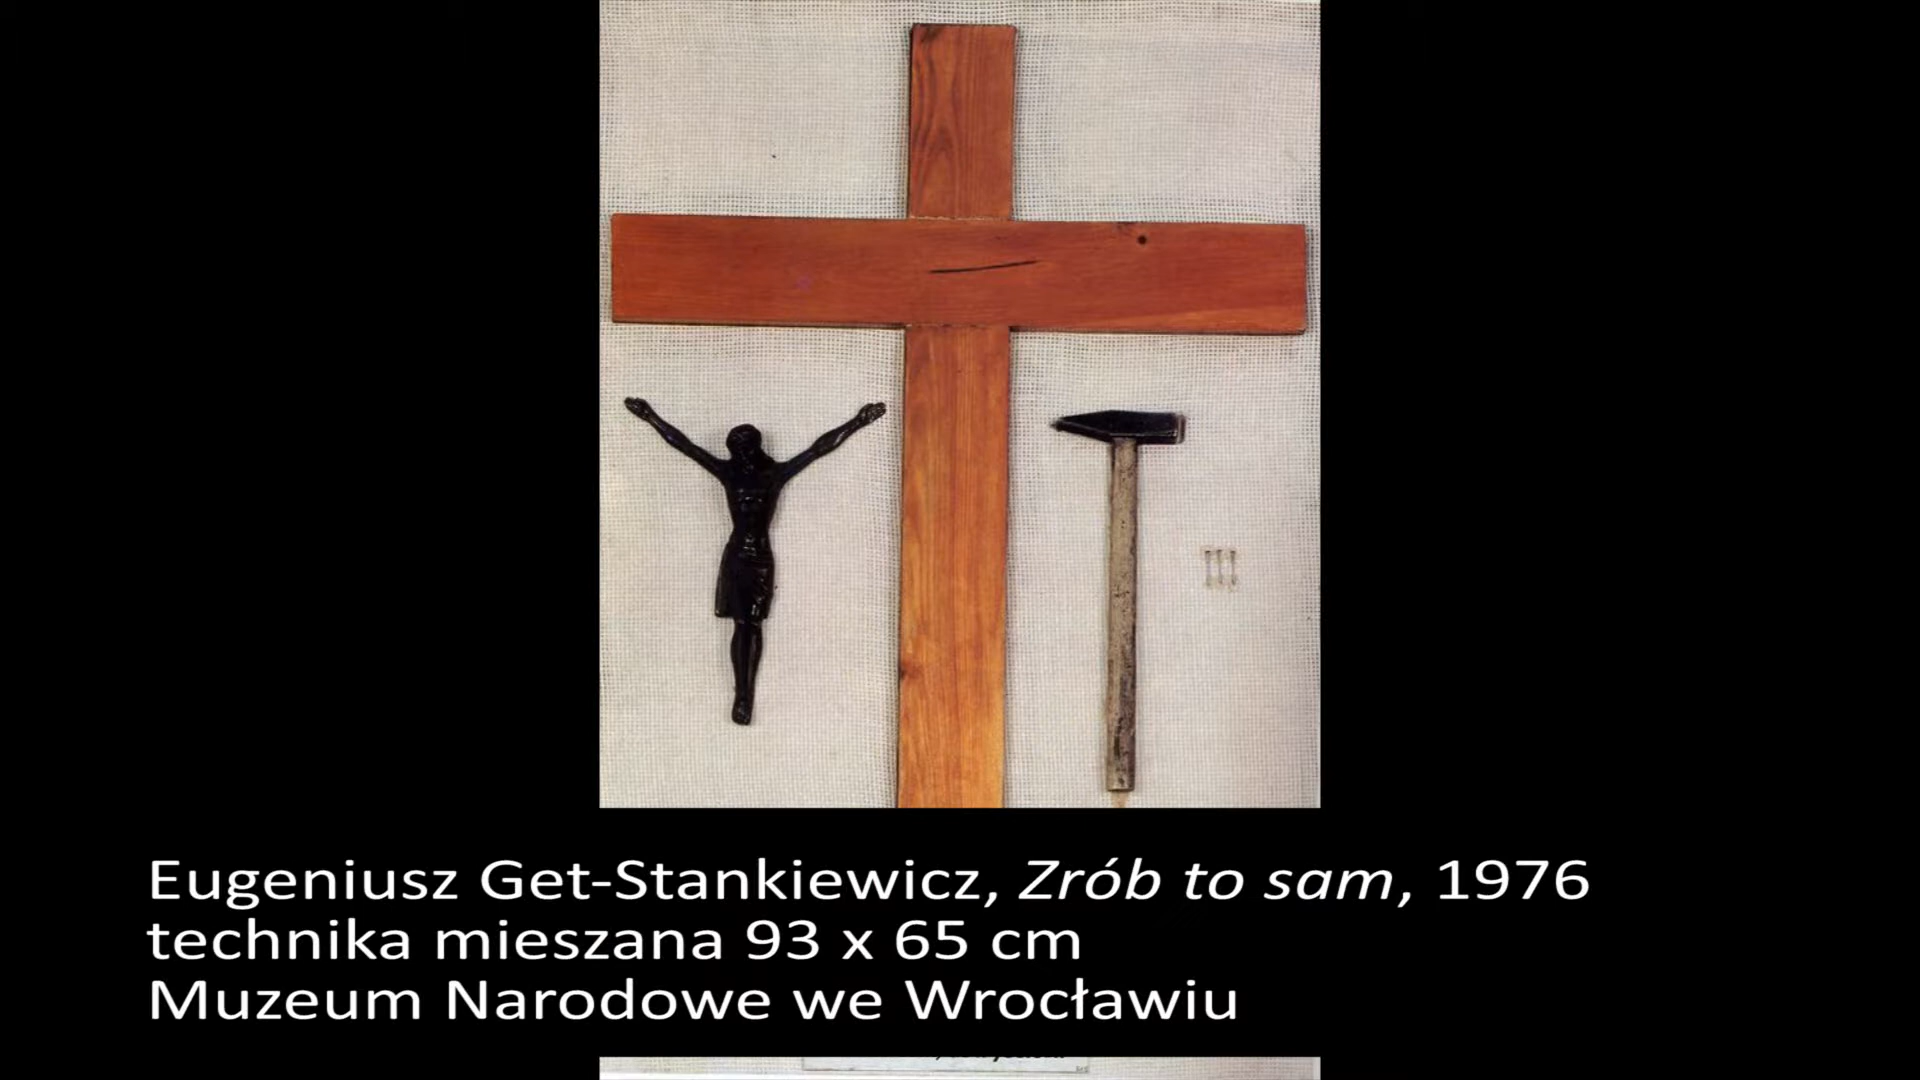 Eugeniusz Get-Stankiewicz, Zrób to sam, 1976
technika mieszana 93 x 65 cm
Muzeum Narodowe we Wrocławiu